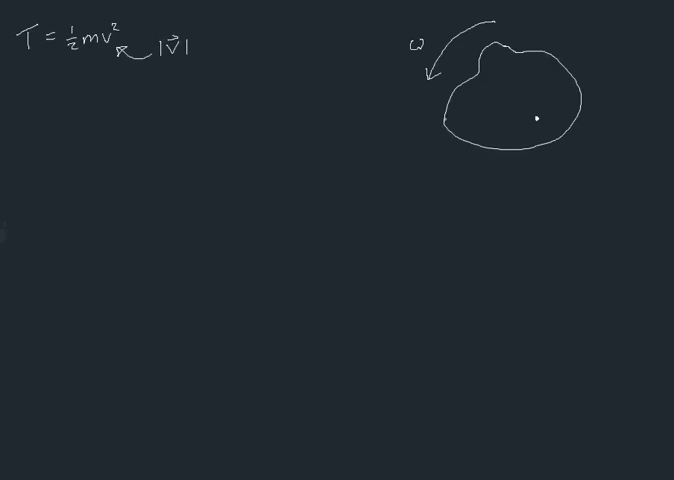 T = ½mv² |v⃗|
ω